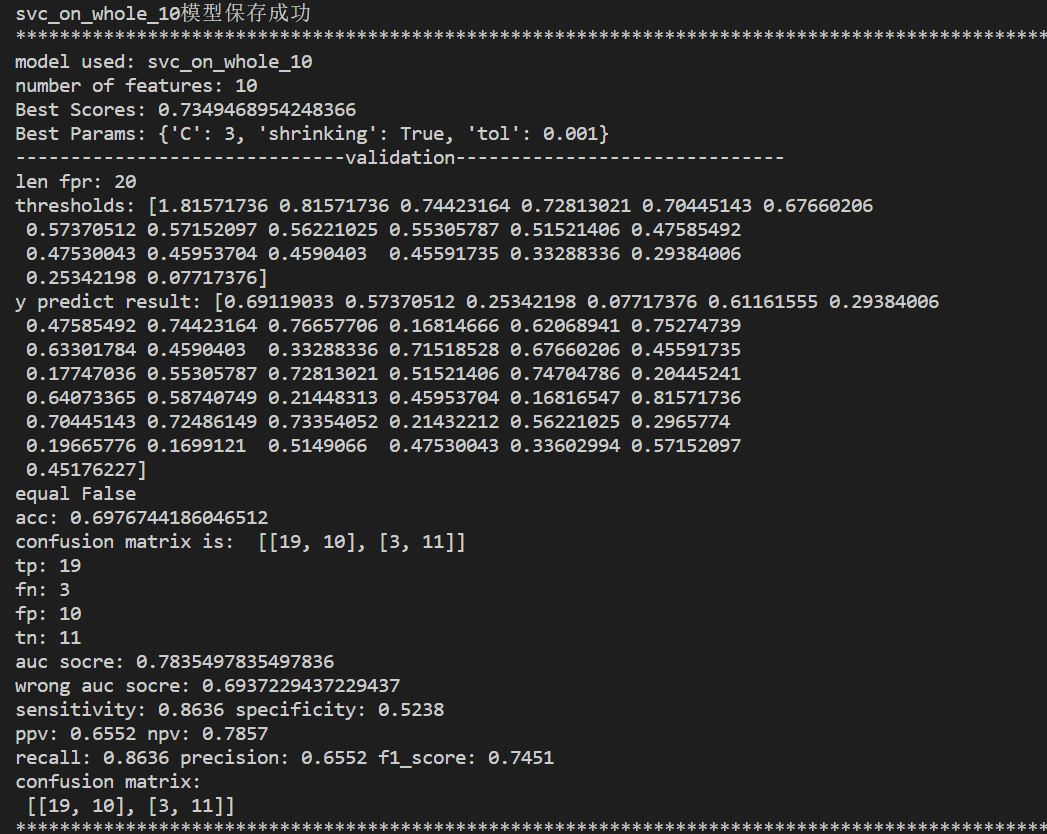 svc_on_whole_10模型保存成功
**********************************************************************************************
model used: svc_on_whole_10
number of features: 10
Best Scores: 0.7349468954248366
Best Params: {'C': 3, 'shrinking': True, 'tol': 0.001}
------------------------------validation------------------------------
len fpr: 20
thresholds: [1.81571736 0.81571736 0.74423164 0.72813021 0.70445143 0.67660206
 0.57370512 0.57152097 0.56221025 0.55305787 0.51521406 0.47585492
 0.47530043 0.45953704 0.4590403  0.45591735 0.33288336 0.29384006
 0.25342198 0.07717376]
y predict result: [0.69119033 0.57370512 0.25342198 0.07717376 0.61161555 0.29384006
 0.47585492 0.74423164 0.76657706 0.16814666 0.62068941 0.75274739
 0.63301784 0.4590403  0.33288336 0.71518528 0.67660206 0.45591735
 0.17747036 0.55305787 0.72813021 0.51521406 0.74704786 0.20445241
 0.64073365 0.58740749 0.21448313 0.45953704 0.16816547 0.81571736
 0.70445143 0.72486149 0.73354052 0.21432212 0.56221025 0.2965774
 0.19665776 0.1699121  0.5149066  0.47530043 0.33602994 0.57152097
 0.45176227]
equal False
acc: 0.6976744186046512
confusion matrix is:  [[19, 10], [3, 11]]
tp: 19
fn: 3
fp: 10
tn: 11
auc socre: 0.7835497835497836
wrong auc socre: 0.6937229437229437
sensitivity: 0.8636 specificity: 0.5238
ppv: 0.6552 npv: 0.7857
recall: 0.8636 precision: 0.6552 f1_score: 0.7451
confusion matrix:
 [[19, 10], [3, 11]]
**********************************************************************************************